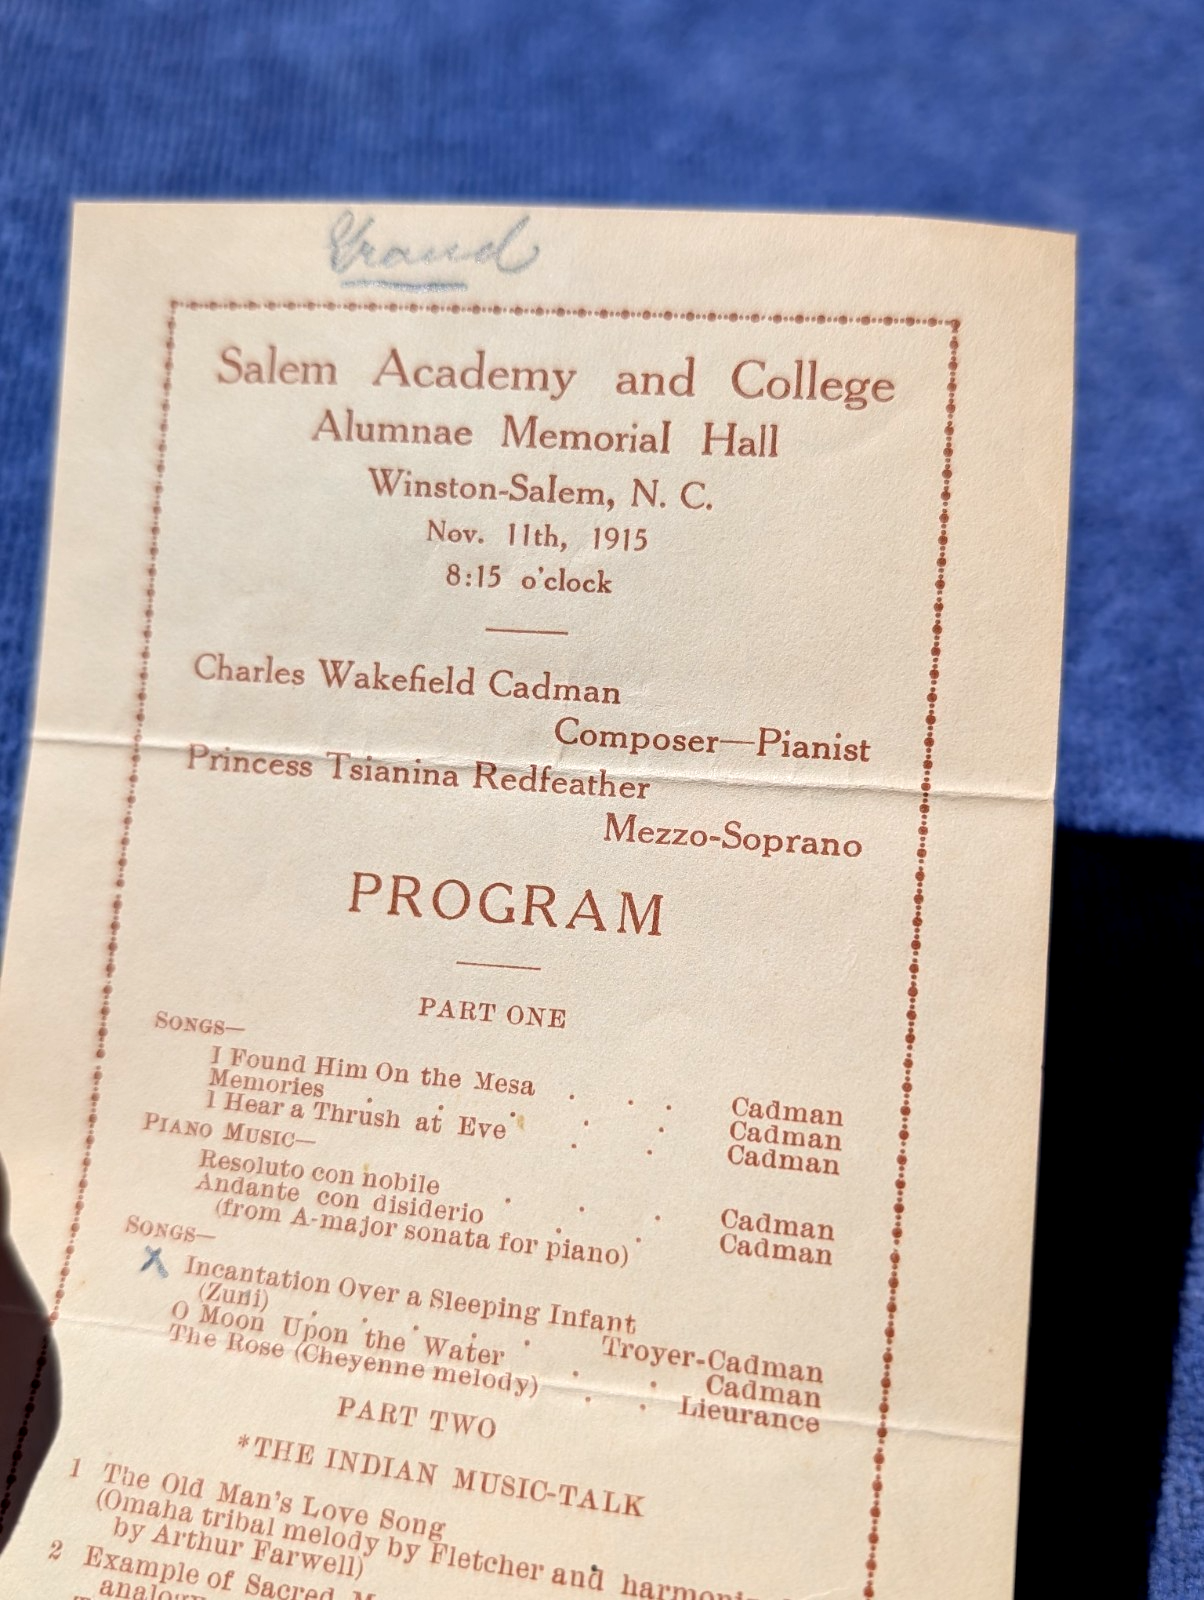 Grand
Salem Academy and College
Alumnae Memorial Hall
Winston-Salem, N. C.
Nov. 11th, 1915
8:15 o'clock
Charles Wakefield Cadman
Composer—Pianist
Princess Tsianina Redfeather
Mezzo-Soprano
PROGRAM
PART ONE
SONGS—
I Found Him On the Mesa . . . Cadman
Memories . . . . . Cadman
I Hear a Thrush at Eve . . Cadman
PIANO MUSIC—
Resoluto con nobile . . . Cadman
Andante con disiderio . . Cadman
(from A-major sonata for piano)
SONGS—
X Incantation Over a Sleeping Infant
(Zuni) . . . . . Troyer-Cadman
O Moon Upon the Water . . Cadman
The Rose (Cheyenne melody) . . Lieurance
PART TWO
*THE INDIAN MUSIC-TALK
1 The Old Man's Love Song
(Omaha tribal melody by Fletcher and
by Arthur Farwell)
2 Example of Sacred